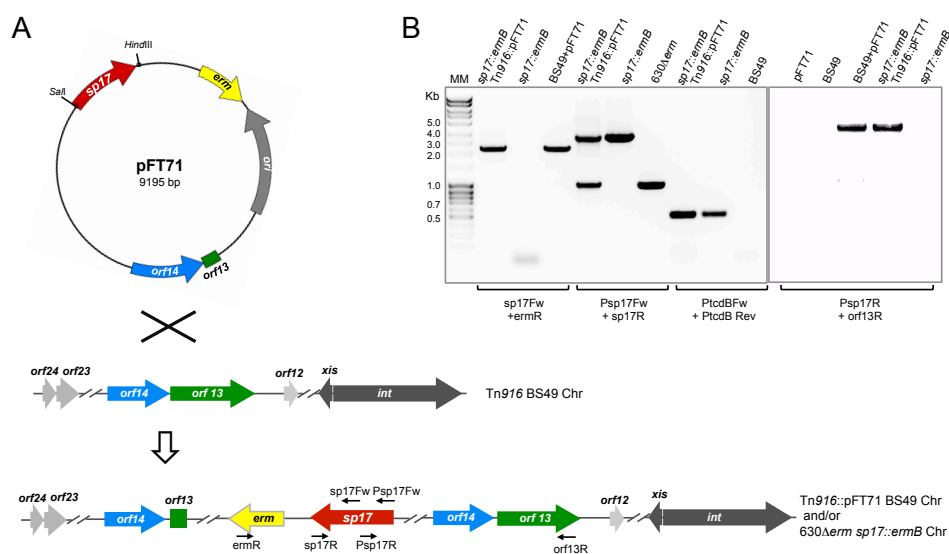 A
SalI
HindIII
sp17
erm
ori
pFT71
9195 bp
orf14
orf13
orf24
orf23
orf14
orf 13
orf12
xis
int
Tn916 BS49 Chr
orf24
orf23
orf14
orf13
erm
ermR
sp17Fw
Psp17Fw
sp17
sp17R
Psp17R
orf14
orf 13
orf13R
orf12
xis
int
Tn916::pFT71 BS49 Chr
and/or
630Δerm sp17::ermB Chr
B
Kb
MM
5.0
4.0
3.0
2.0
1.0
0.7
0.5
sp17::ermB
Tn916::pFT71
sp17::ermB
BS49+pFT71
sp17::ermB
Tn916::pFT71
sp17::ermB
630Δerm
sp17::ermB
Tn916::pFT71
sp17::ermB
BS49
pFT71
BS49
BS49+pFT71
sp17::ermB
Tn916::pFT71
sp17::ermB
sp17Fw
+ermR
Psp17Fw
+ sp17R
PtcdBFw
+ PtcdB Rev
Psp17R
+ orf13R